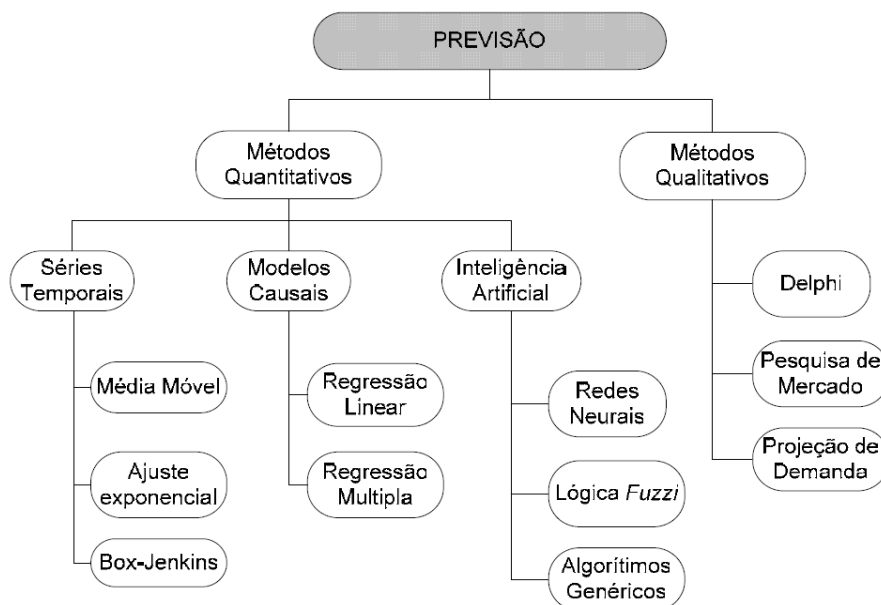 PREVISÃO
Métodos
Quantitativos
Métodos
Qualitativos
Séries
Temporais
Modelos
Causais
Inteligência
Artificial
Delphi
Média Móvel
Regressão
Linear
Redes
Neurais
Pesquisa de
Mercado
Ajuste
exponencial
Regressão
Multipla
Lógica Fuzzi
Projeção de
Demanda
Box-Jenkins
Algorítimos
Genéricos